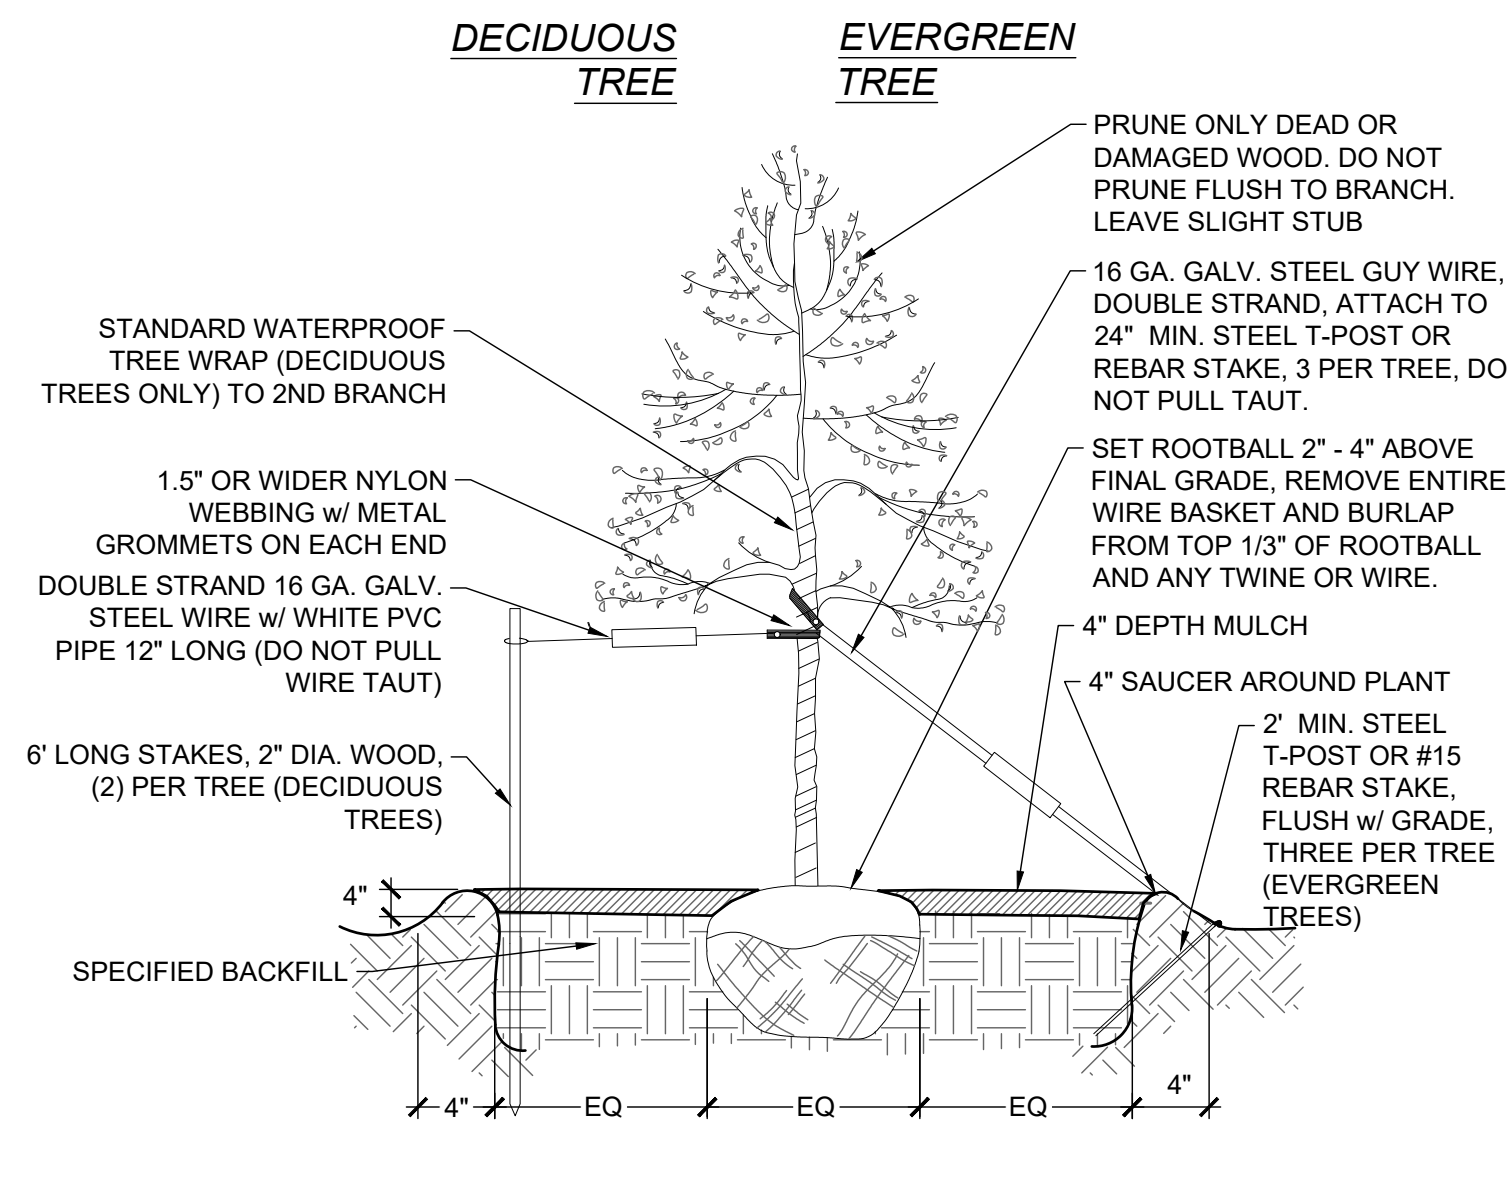 DECIDUOUS
TREE
EVERGREEN
TREE
STANDARD WATERPROOF
TREE WRAP (DECIDUOUS
TREES ONLY) TO 2ND BRANCH
1.5" OR WIDER NYLON
WEBBING w/ METAL
GROMMETS ON EACH END
DOUBLE STRAND 16 GA. GALV.
STEEL WIRE w/ WHITE PVC
PIPE 12" LONG (DO NOT PULL
WIRE TAUT)
6' LONG STAKES, 2" DIA. WOOD,
(2) PER TREE (DECIDUOUS
TREES)
4"
SPECIFIED BACKFILL
PRUNE ONLY DEAD OR
DAMAGED WOOD. DO NOT
PRUNE FLUSH TO BRANCH.
LEAVE SLIGHT STUB
16 GA. GALV. STEEL GUY WIRE,
DOUBLE STRAND, ATTACH TO
24" MIN. STEEL T-POST OR
REBAR STAKE, 3 PER TREE, DO
NOT PULL TAUT.
SET ROOTBALL 2" - 4" ABOVE
FINAL GRADE, REMOVE ENTIRE
WIRE BASKET AND BURLAP
FROM TOP 1/3" OF ROOTBALL
AND ANY TWINE OR WIRE.
4" DEPTH MULCH
4" SAUCER AROUND PLANT
2' MIN. STEEL
T-POST OR #15
REBAR STAKE,
FLUSH w/ GRADE,
THREE PER TREE
(EVERGREEN
TREES)
4"
EQ
EQ
EQ
4"